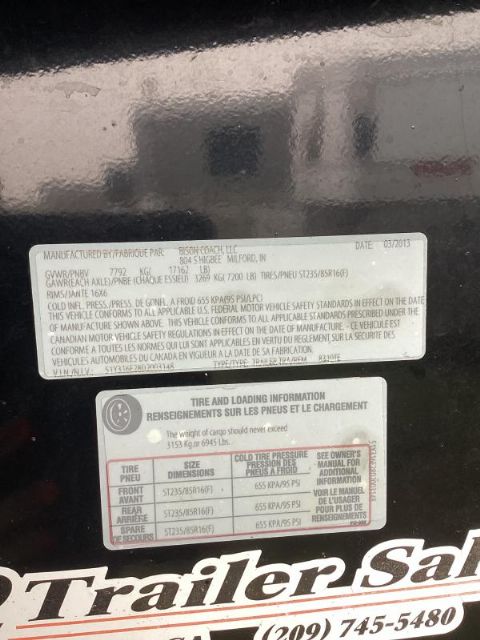 MANUFACTURED BY/FABRIQUE PAR: BISON COACH, LLC DATE: 03/2013
804 S HIGBEE MILFORD, IN
GVWR/PNBV 7792 KG( 17162 LB)
GAWR(EACH AXLE)/PNBE (CHAQUE ESSIEU) 3269 KG( 7200 LB) TIRES/PNEU ST235/85R16(F)
RIMS/JANTE 16X6
COLD INFL. PRESS./PRESS. DE GONFL. A FROID 655 KPA(95 PSI/LPC)
THIS VEHICLE CONFORMS TO ALL APPLICABLE U.S. FEDERAL MOTOR VEHICLE SAFETY STANDARDS IN EFFECT ON THE DATE
OF MANUFACTURE SHOWN ABOVE. / THIS VEHICLE CONFORMS TO ALL APPLICABLE STANDARDS PRESCRIBED UNDER THE
CANADIAN MOTOR VEHICLE SAFETY REGULATIONS IN EFFECT ON THE DATE OF MANUFACTURE - CE VEHICULE EST
CONFORME A TOUTES LES NORMES QUI LUI SONT APPLICABLES EN VERTU DU REGLEMENT SUR LA SECURITE DES
VEHICULES AUTOMOBILES DU CANADA EN VIGUEUR A LA DATE DE SA FABRICATION.
V.I.N./N.I.V.: TYPE/TYPE: TRAILER TRA/REM
TIRE AND LOADING INFORMATION
RENSEIGNEMENTS SUR LES PNEUS ET LE CHARGEMENT
The weight of cargo should never exceed
3153 Kg or 6945 Lbs.
TIRE PNEU SIZE DIMENSIONS COLD TIRE PRESSURE PRESSION DES PNEUS A FROID
FRONT AVANT ST235/85R16(F) 655 KPA/95 PSI
REAR ARRIÈRE ST235/85R16(F) 655 KPA/95 PSI
SPARE DE SECOURS ST235/85R16(F) 655 KPA/95 PSI
SEE OWNER'S
MANUAL FOR
ADDITIONAL
INFORMATION
VOIR LE MANUEL
DE L'USAGER
POUR PLUS DE
RENSEIGNEMENTS
Trailer Sal
CA (209) 745-5480